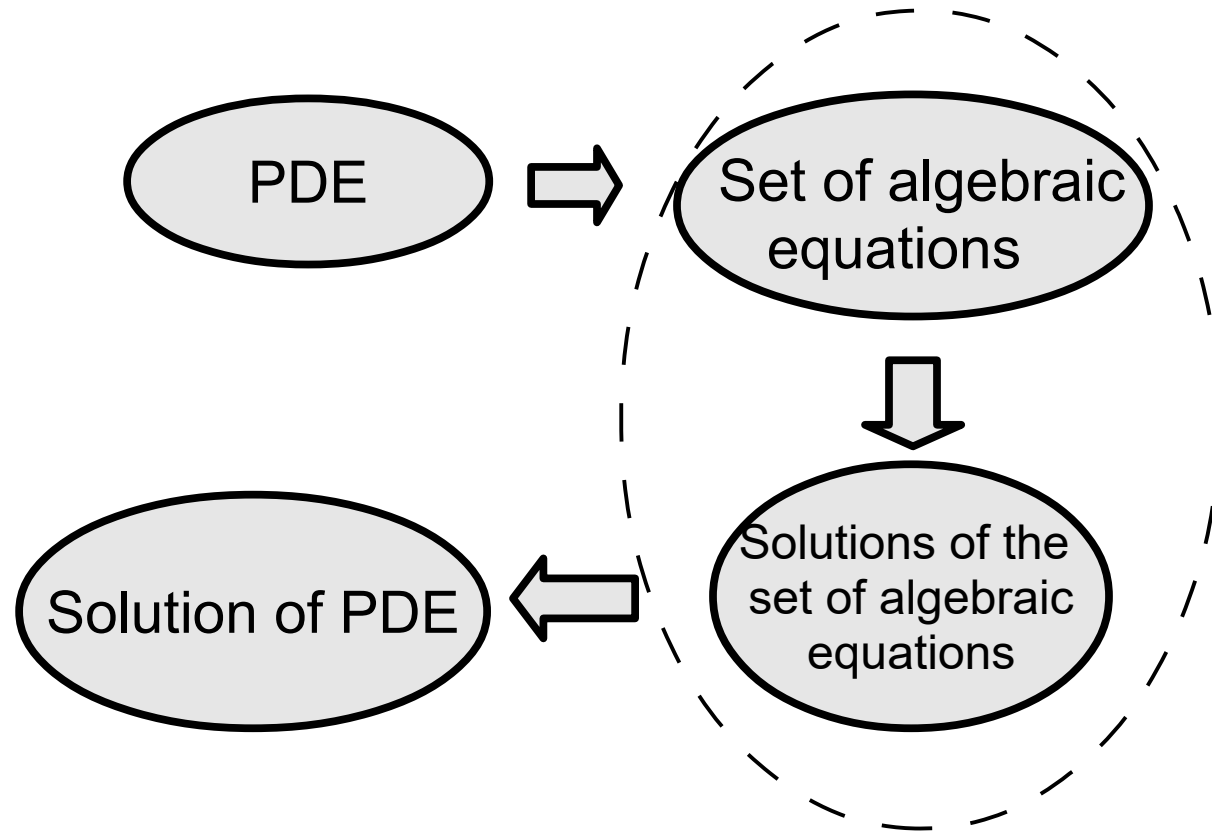 PDE
Set of algebraic
equations
Solutions of the
set of algebraic
equations
Solution of PDE